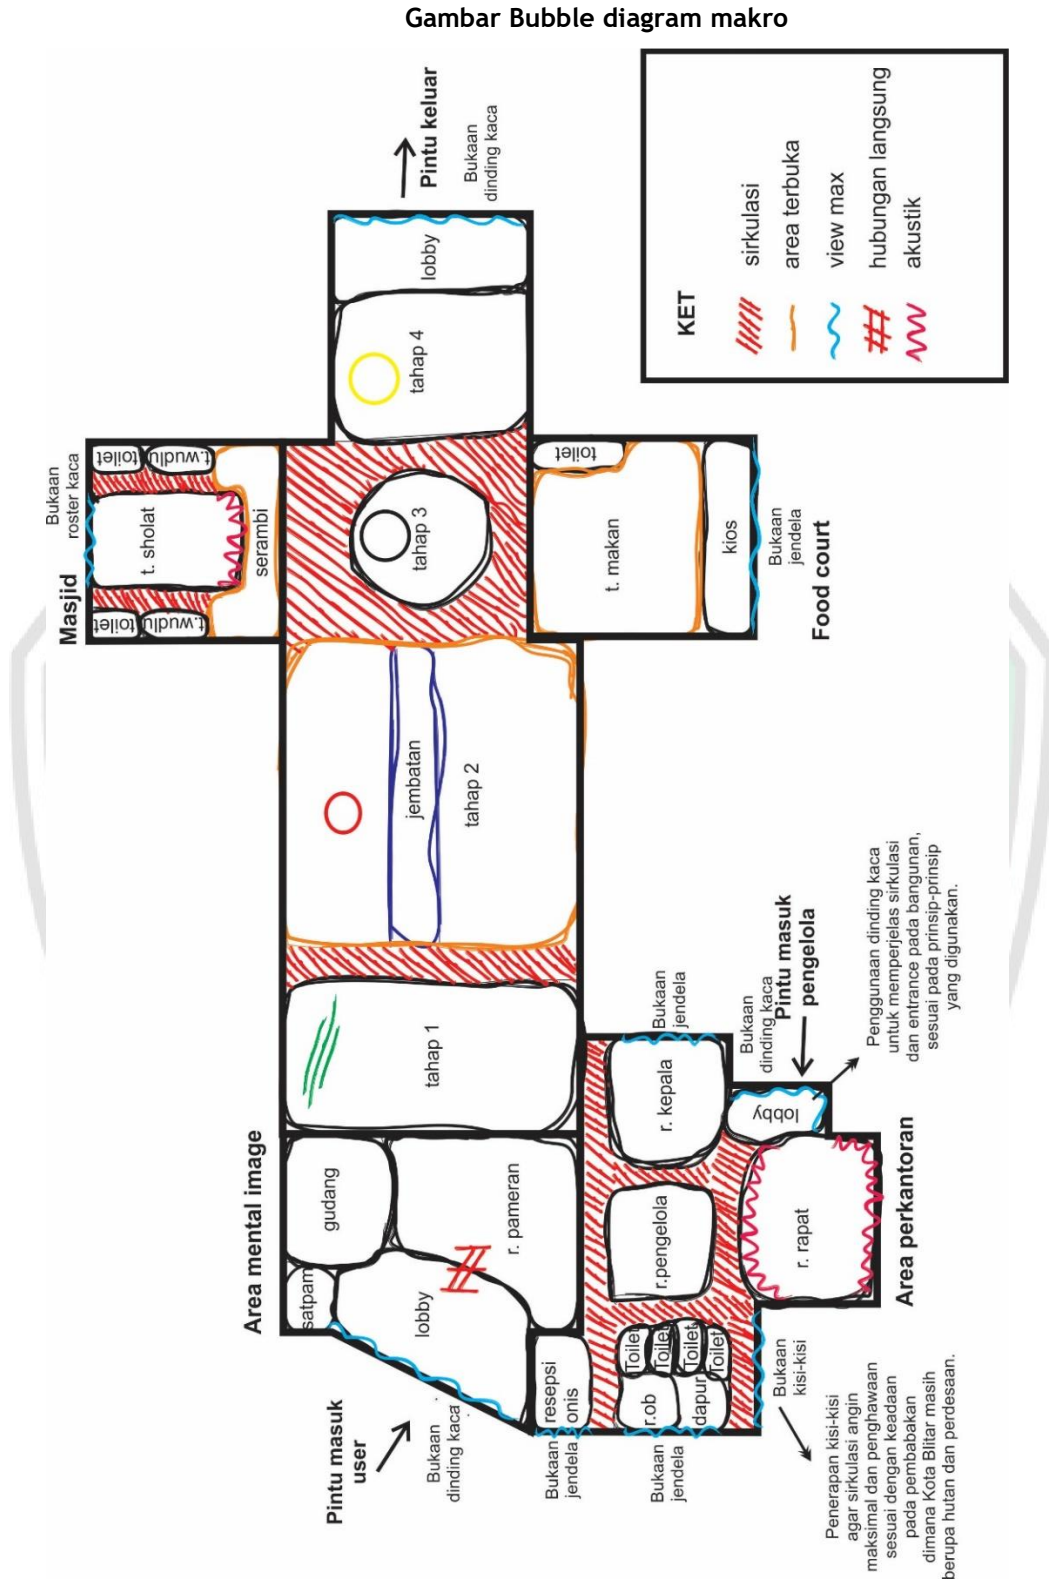 Gambar Bubble diagram makro
Masjid
Bukaan
roster kaca
toilet
t.wudlu
t. sholat
toilet
t.wudlu
serambi
Pintu keluar
Bukaan
dinding kaca
lobby
tahap 4
tahap 3
toilet
t. makan
kios
Bukaan
jendela
Food court
KET
sirkulasi
area terbuka
view max
hubungan langsung
akustik
jembatan
tahap 2
tahap 1
Area mental image
gudang
satpam
lobby
r. pameran
Pintu masuk
user
Bukaan
dinding kaca
resepsi
onis
Bukaan
jendela
Bukaan
jendela
r.ob
dapur
Toilet
Toilet
Toilet
Toilet
r.pengelola
r. kepala
Bukaan
jendela
Bukaan
dinding kaca
Pintu masuk
pengelola
lobby
r. rapat
Area perkantoran
Bukaan
kisi-kisi
Penerapan kisi-kisi
agar sirkulasi angin
maksimal dan penghawaan
sesuai dengan keadaan
pada pembabakan
dimana Kota Blitar masih
berupa hutan dan perdesaan.
Penggunaan dinding kaca
untuk memperjelas sirkulasi
dan entrance pada bangunan,
sesuai pada prinsip-prinsip
yang digunakan.